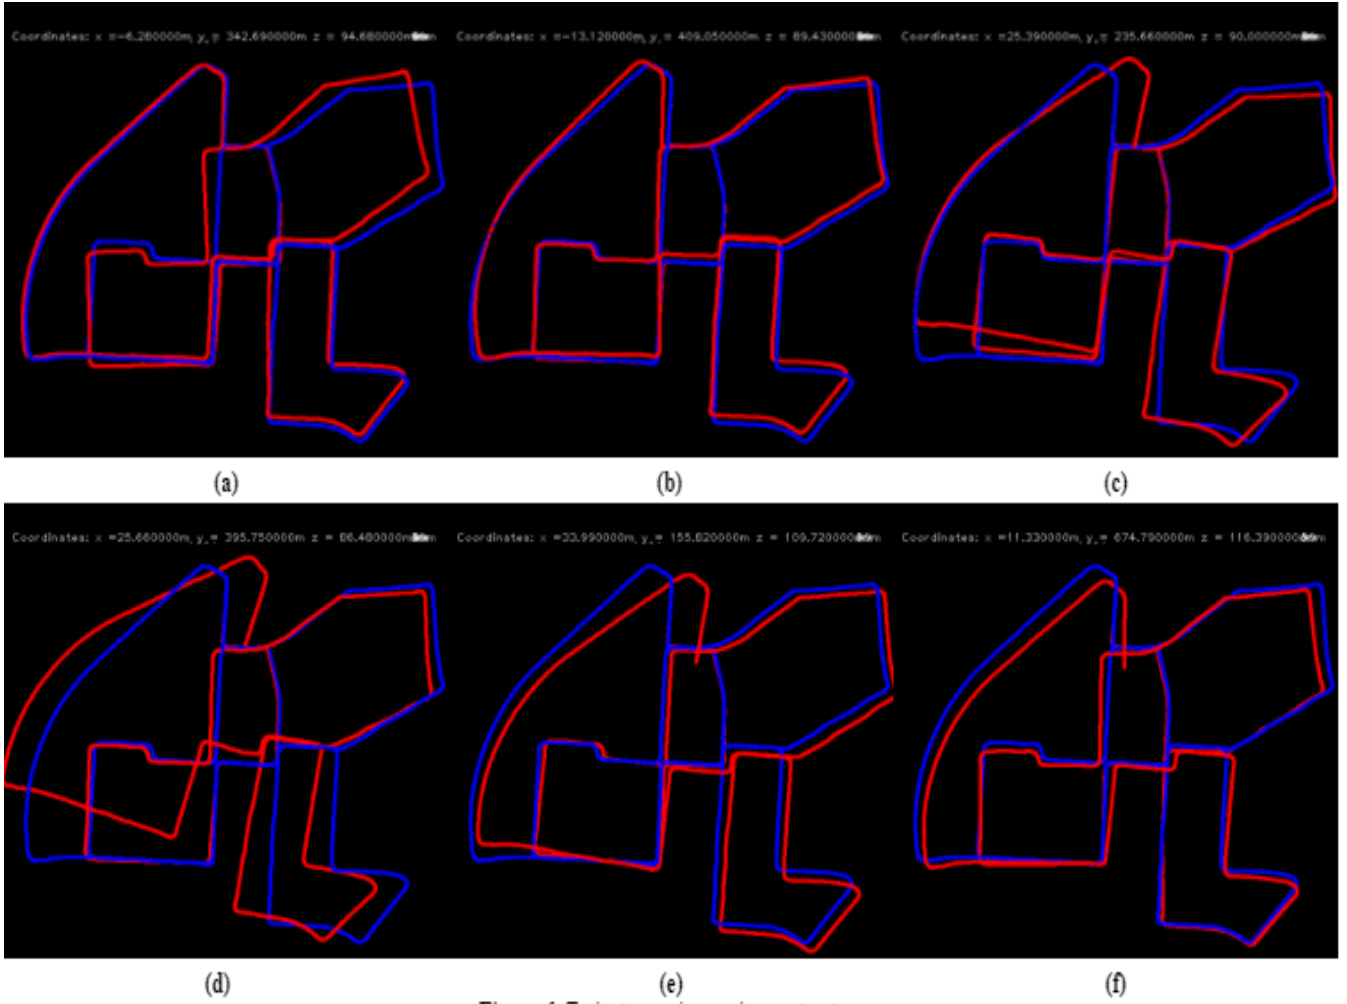 Coordinates: x =-6.280000m, y = 342.690000m z = 94.680000m
Coordinates: x =-13.120000m, y = 409.050000m z = 89.430000
Coordinates: x =25.390000m, y = 235.660000m z = 90.000000m
(a)
(b)
(c)
Coordinates: x =25.660000m, y = 395.750000m z = 86.480000m
Coordinates: x =33.990000m, y = 155.820000m z = 109.720000
Coordinates: x =11.330000m, y = 674.790000m z = 116.390000
(d)
(e)
(f)